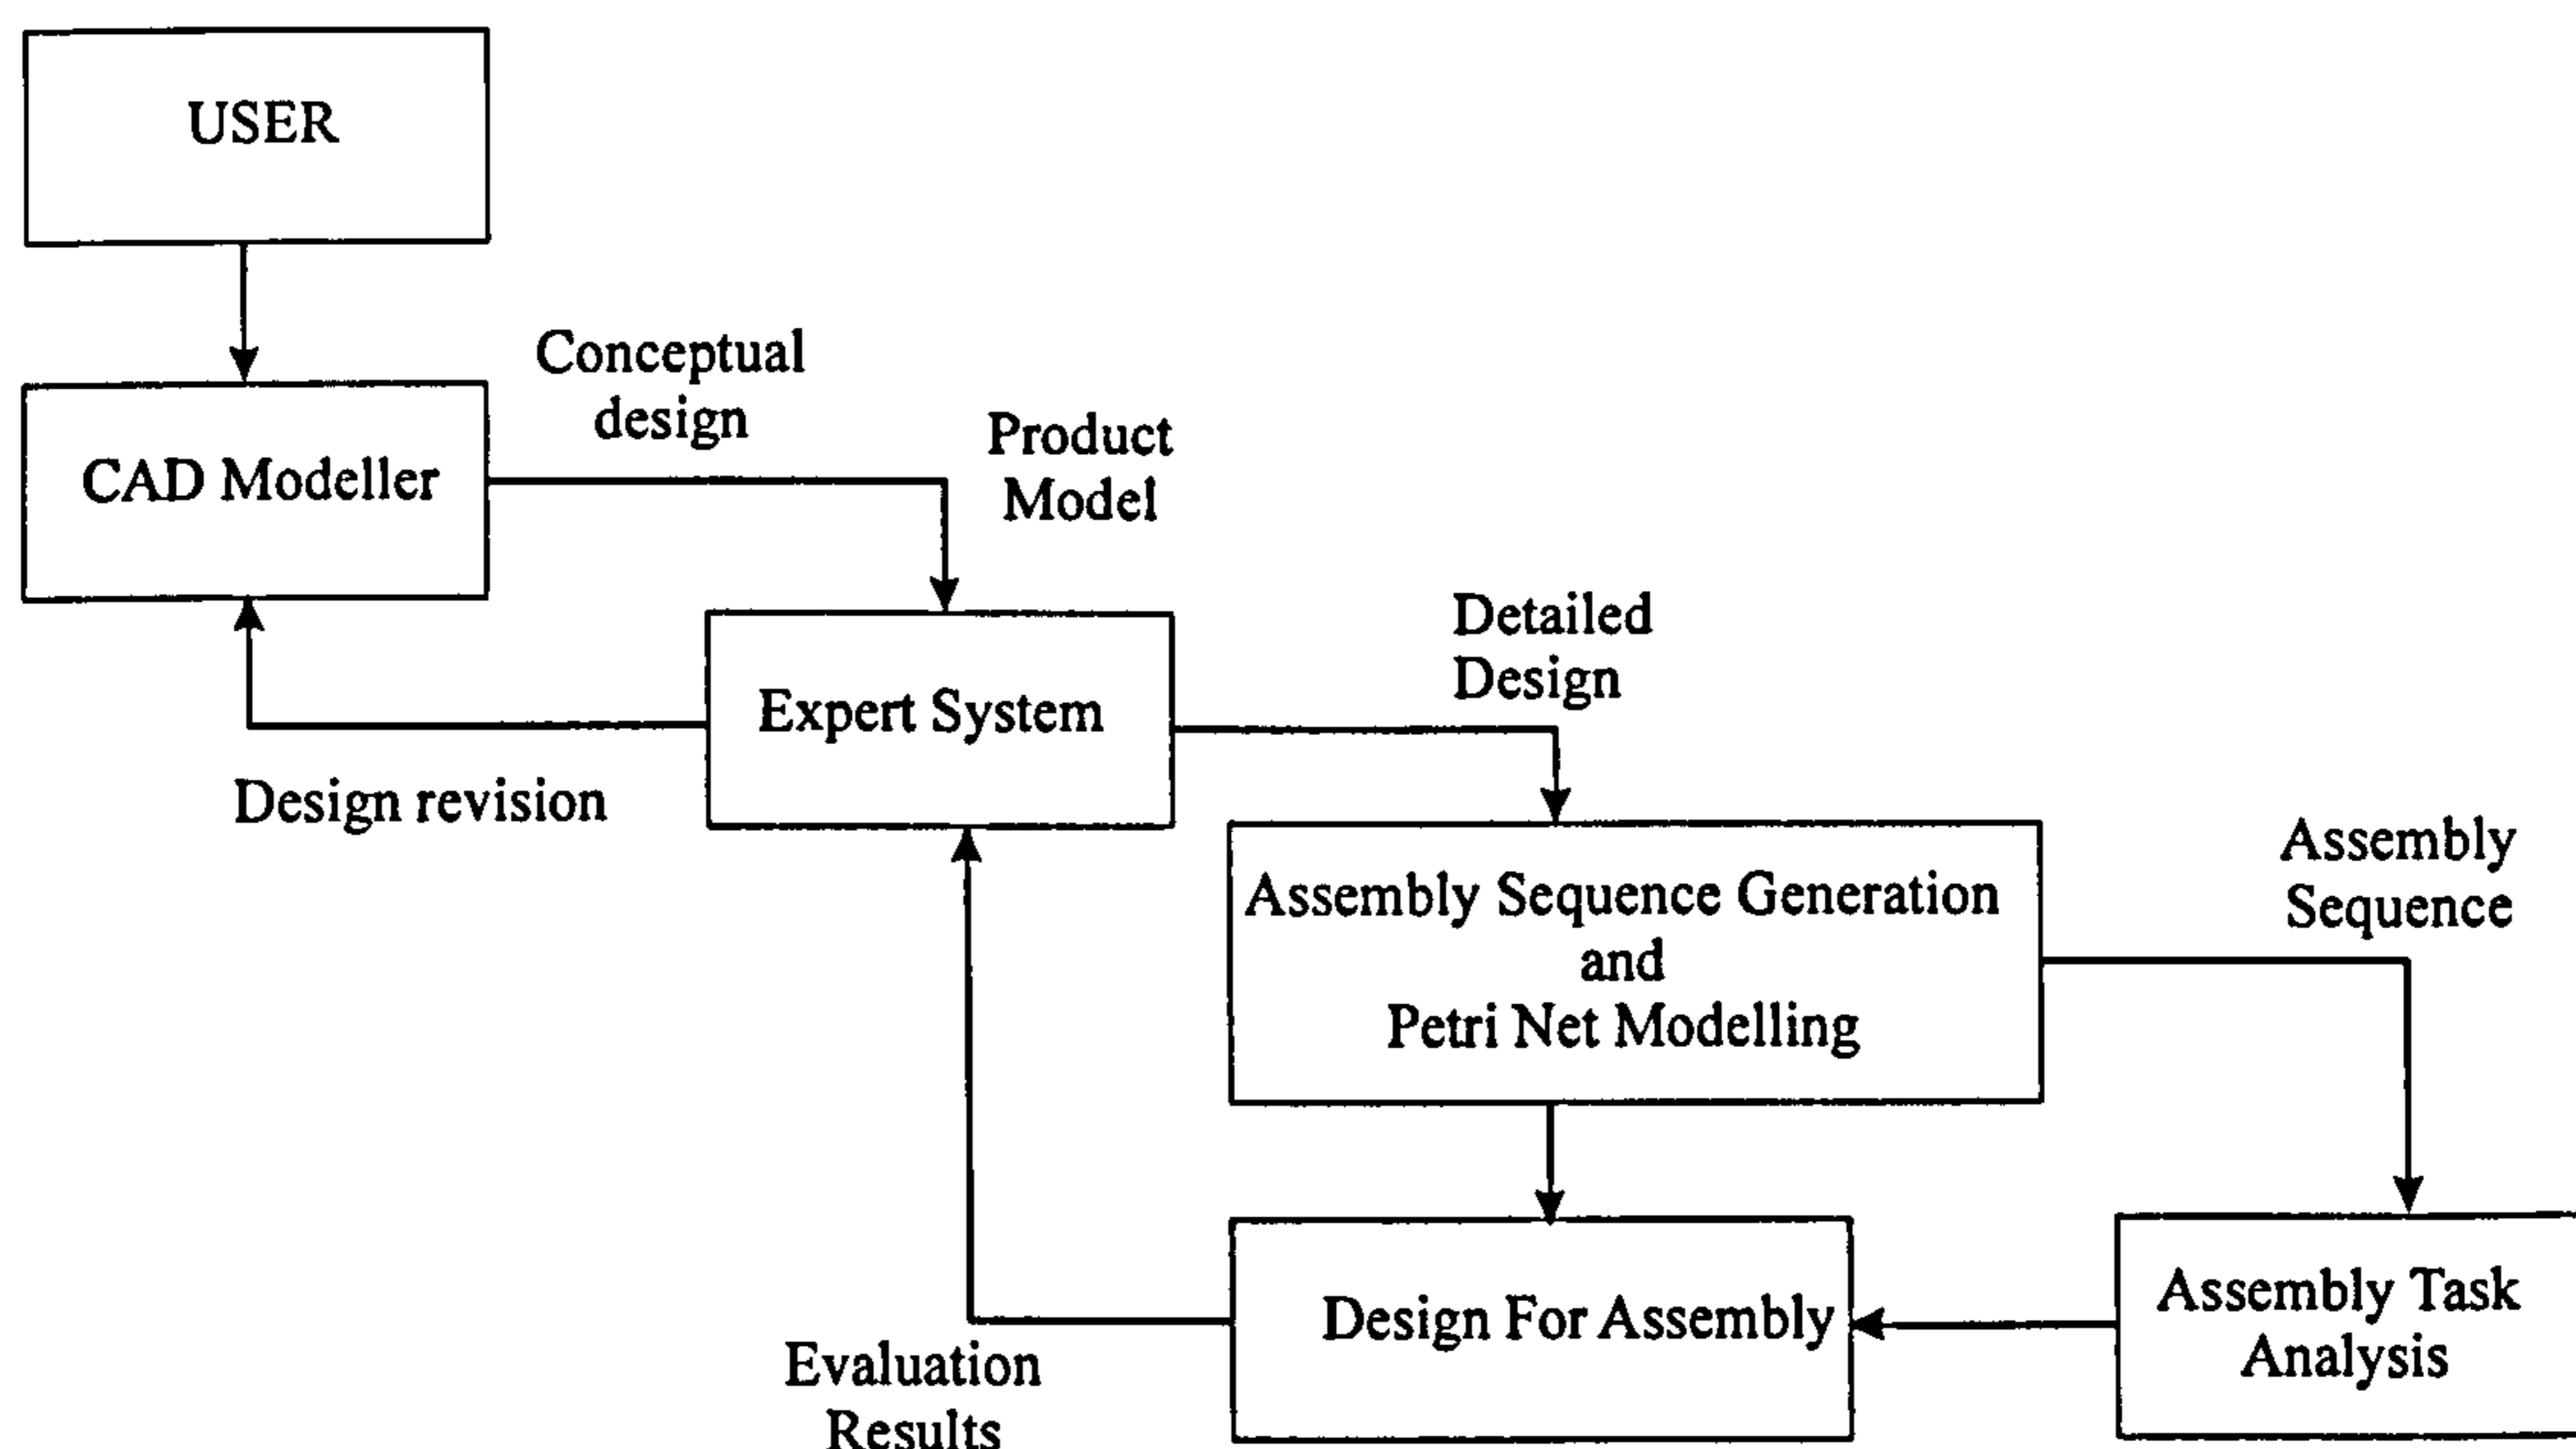 USER
Conceptual
design
CAD Modeller
Product
Model
Expert System
Design revision
Detailed
Design
Assembly Sequence Generation
and
Petri Net Modelling
Assembly
Sequence
Design For Assembly
Assembly Task
Analysis
Evaluation
Results